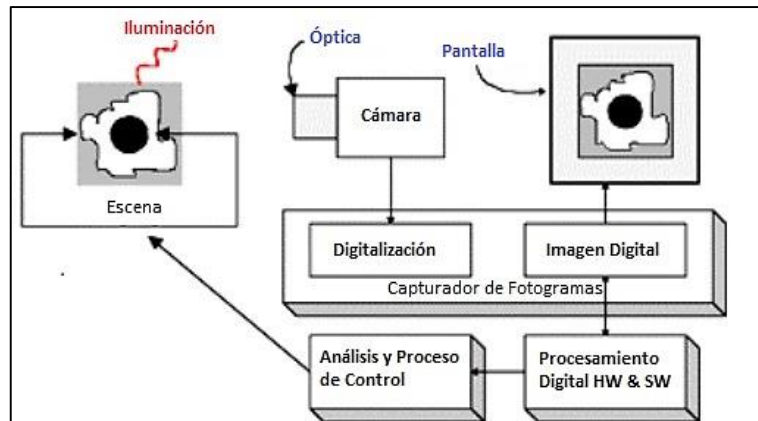 Iluminación
Óptica
Pantalla
Cámara
Escena
Digitalización
Imagen Digital
Capturador de Fotogramas
Análisis y Proceso
de Control
Procesamiento
Digital HW & SW